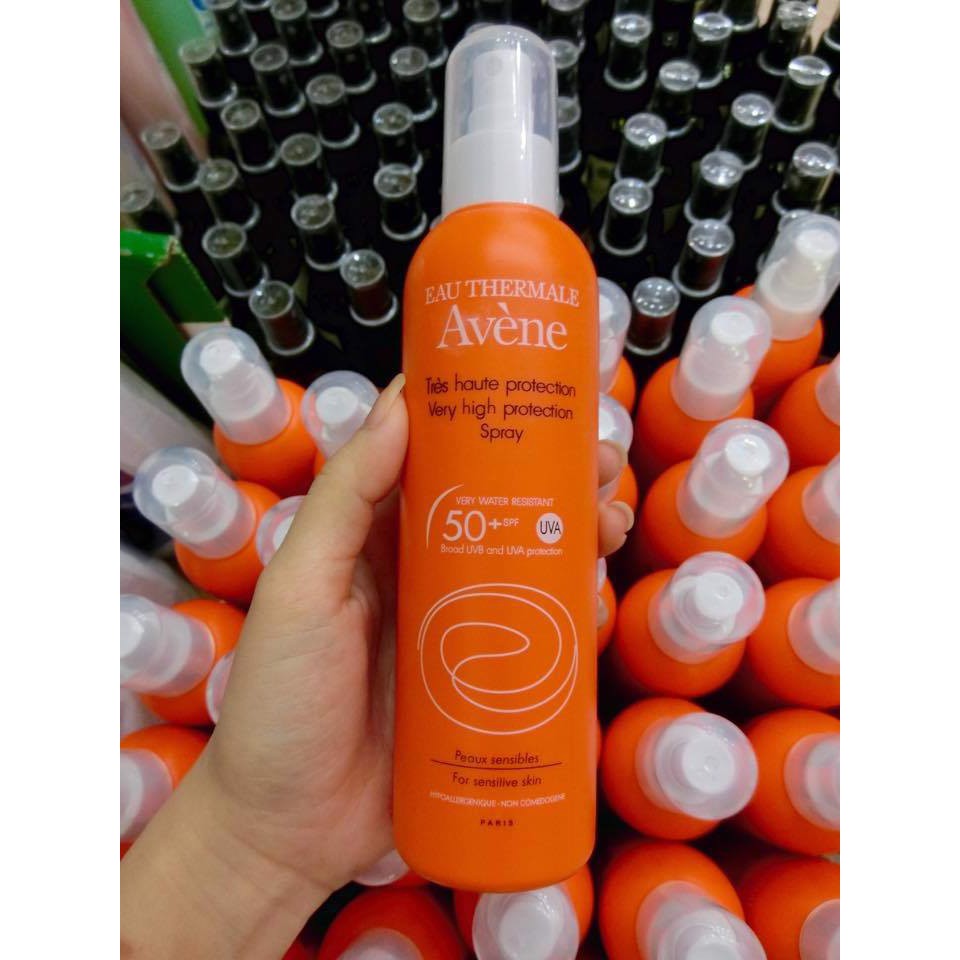 EAU THERMALE
Avène
Très haute protection
Very high protection
Spray
VERY WATER RESISTANT
50+ SPF UVA
Broad UVB and UVA protection
Peaux sensibles
For sensitive skin
HYPOALLERGENIQUE - NON COMEDOGENE
PARIS